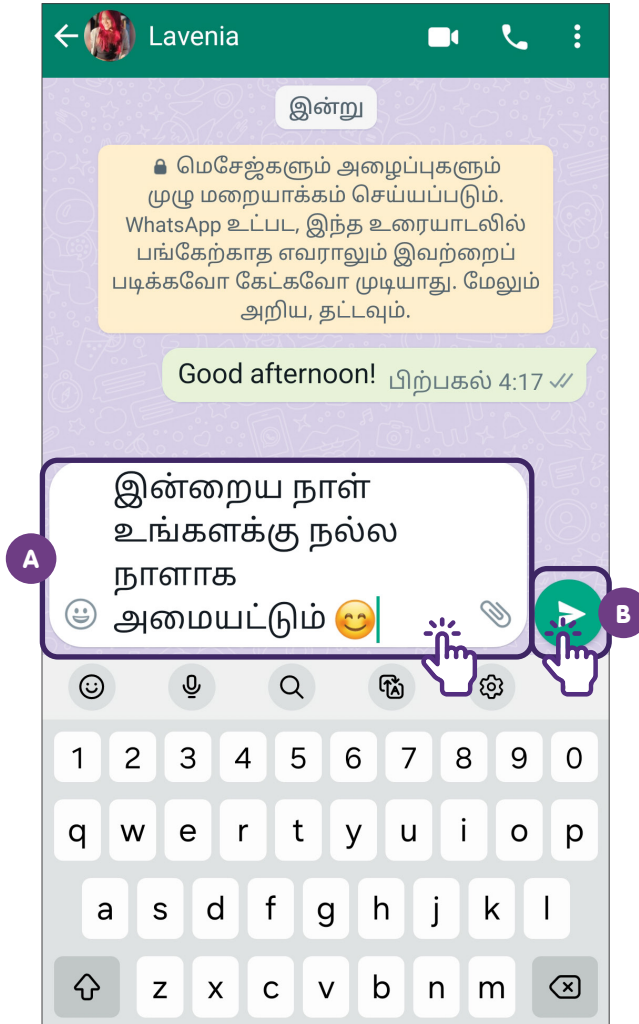 Lavenia
இன்று
மெசேஜ்களும் அழைப்புகளும்
முழு மறையாக்கம் செய்யப்படும்.
WhatsApp உட்பட, இந்த உரையாடலில்
பங்கேற்காத எவராலும் இவற்றைப்
படிக்கவோ கேட்கவோ முடியாது. மேலும்
அறிய, தட்டவும்.
Good afternoon! பிற்பகல் 4:17
இன்றைய நாள்
உங்களக்கு நல்ல
நாளாக
அமையட்டும் 😊
A
B
1 2 3 4 5 6 7 8 9 0
q w e r t y u i o p
a s d f g h j k l
z x c v b n m